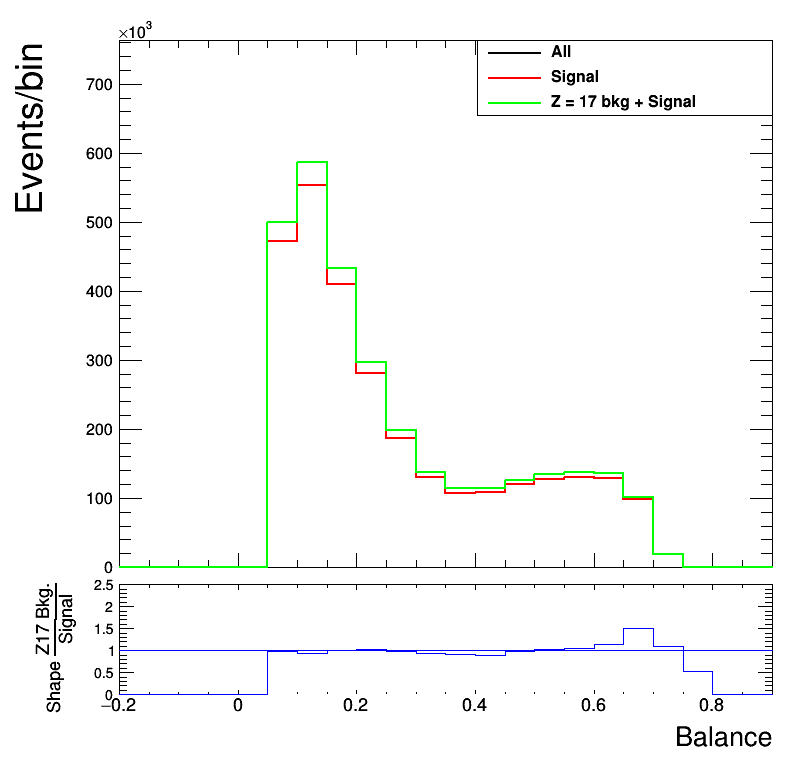 ×10³
Events/bin
700
600
500
400
300
200
100
0
All
Signal
Z = 17 bkg + Signal
Shape Z17 Bkg.
Signal
2.5
2
1.5
1
0.5
0
−0.2 0 0.2 0.4 0.6 0.8
Balance